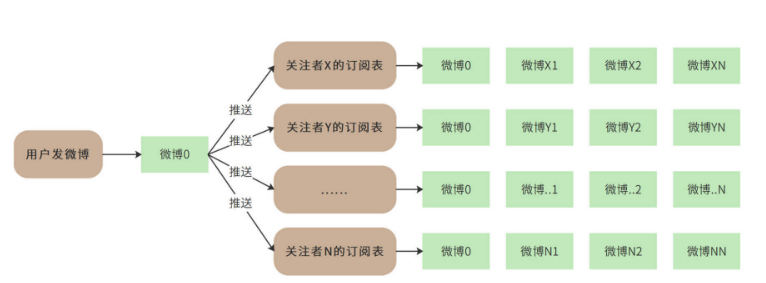 关注者X的订阅表 微博0 微博X1 微博X2 微博XN
推送
关注者Y的订阅表 微博0 微博Y1 微博Y2 微博YN
推送
用户发微博 微博0
推送
...... 微博0 微博..1 微博..2 微博..N
推送
关注者N的订阅表 微博0 微博N1 微博N2 微博NN